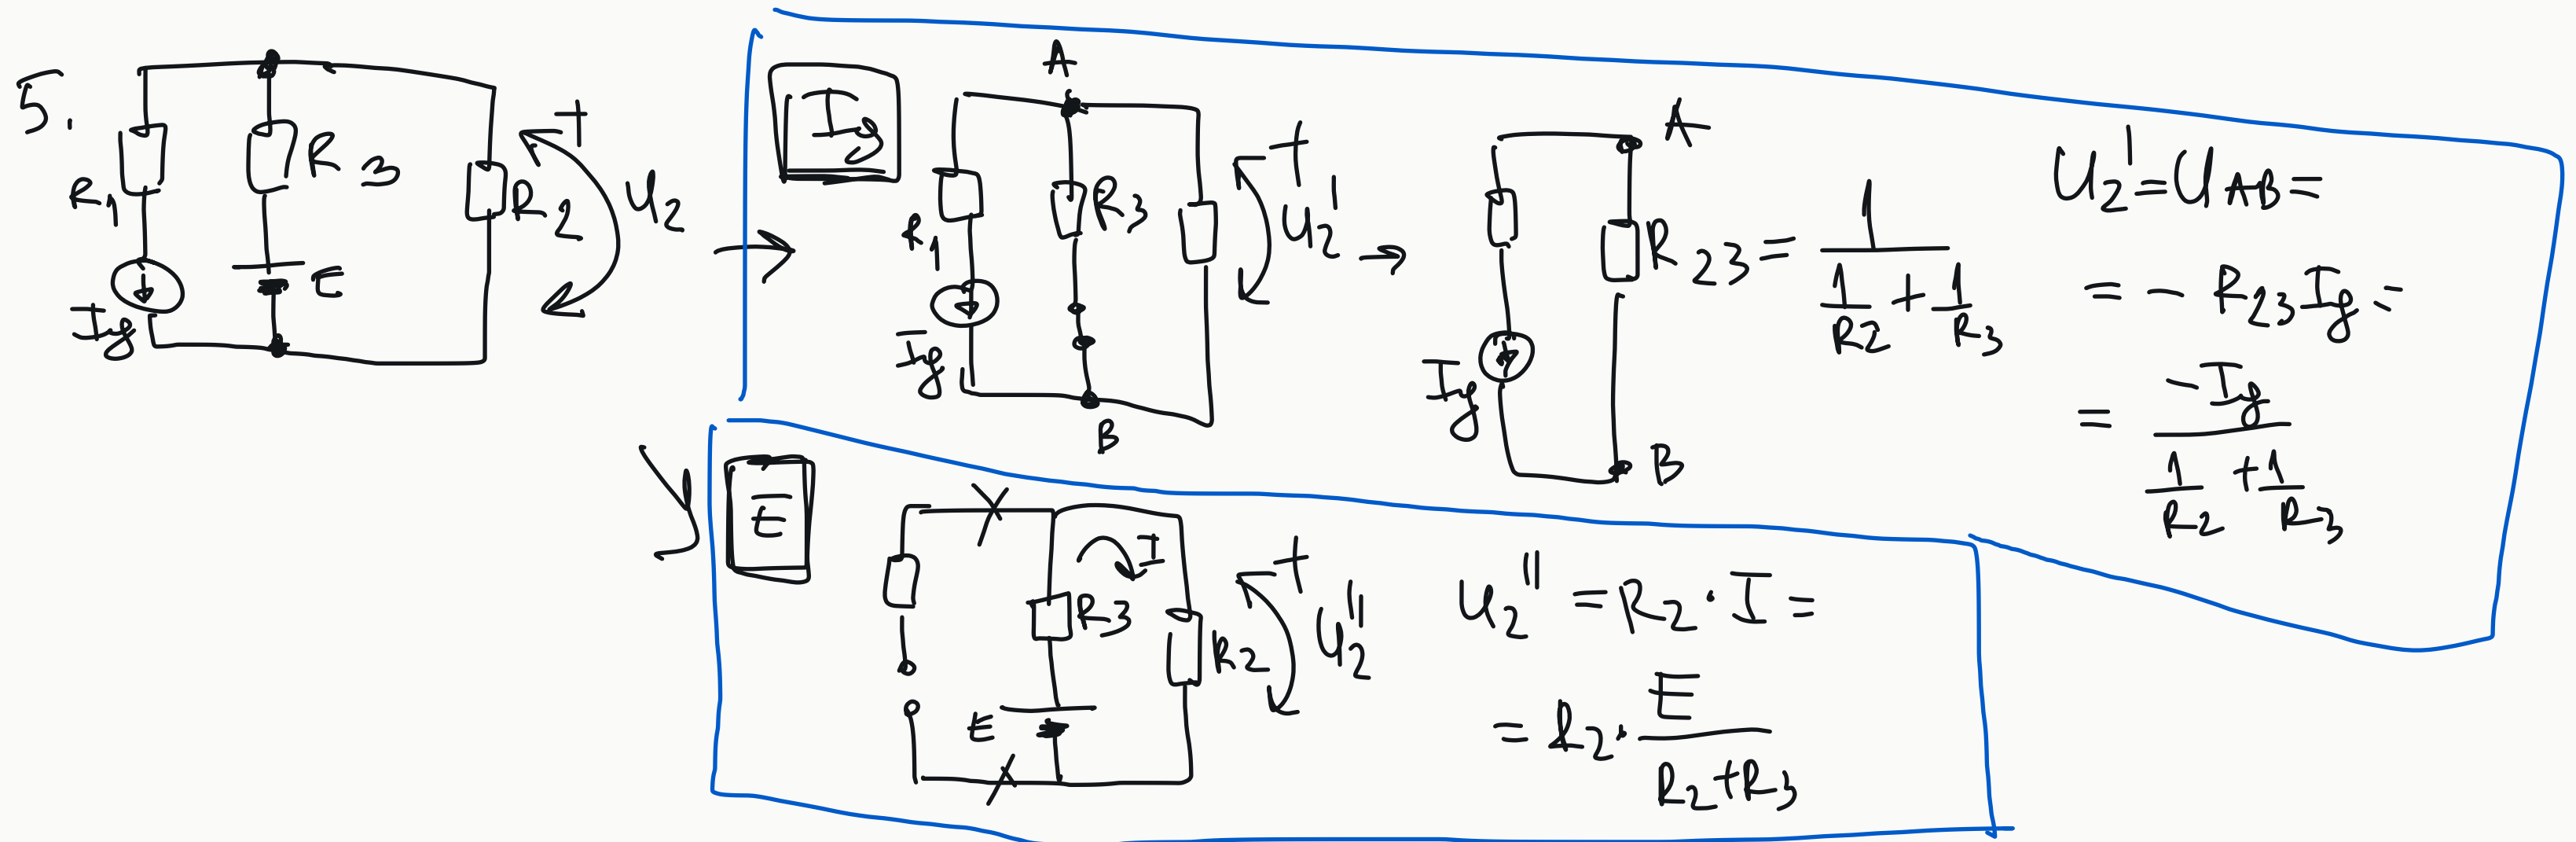 5.
R1
Ig
R3
E
R2
+
U2
→
Ig
A
R1
Ig
R3
B
+
U2'
→
A
Ig
B
R23 = 1 / (1/R2 + 1/R3)
U2' = UAB =
= - R23 Ig =
= -Ig / (1/R2 + 1/R3)
E
I
R3
E
R2
+
U2''
U2'' = R2 · I =
= R2 · E / (R2+R3)